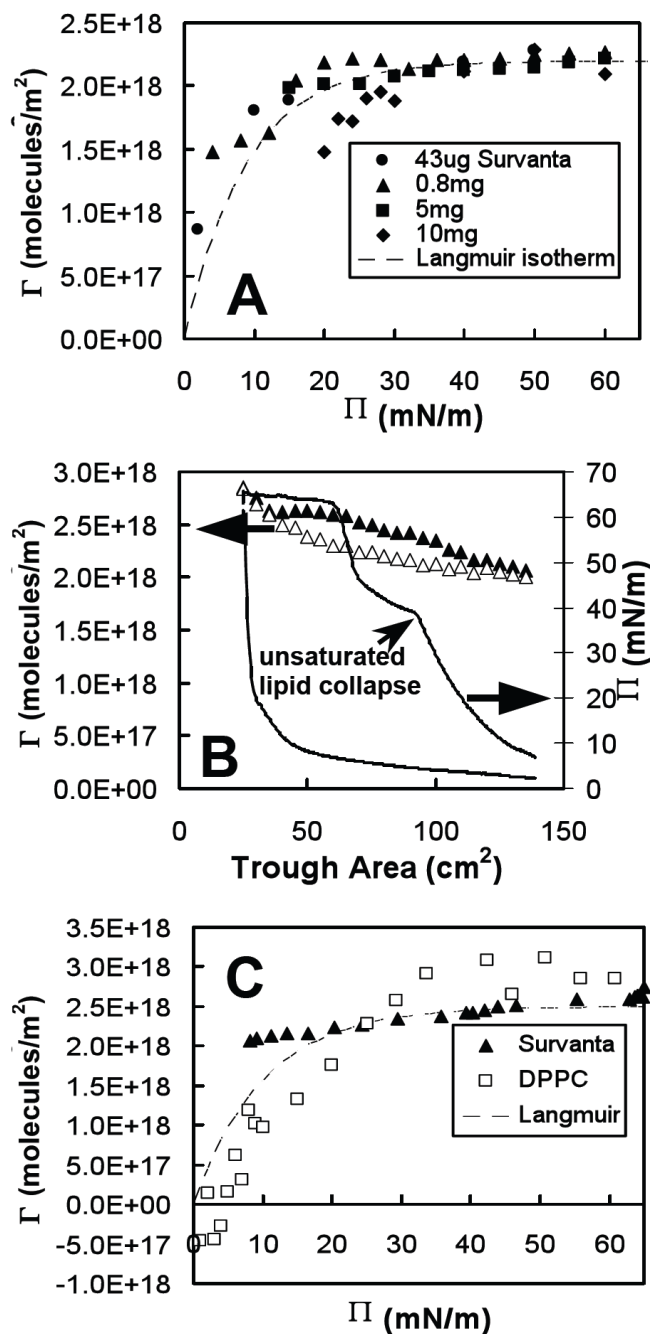 2.5E+18
2.0E+18
1.5E+18
1.0E+18
5.0E+17
0.0E+00
Γ (molecules/m²)
43ug Survanta
0.8mg
5mg
10mg
Langmuir isotherm
A
0 10 20 30 40 50 60
Π (mN/m)
3.0E+18
2.5E+18
2.0E+18
1.5E+18
1.0E+18
5.0E+17
0.0E+00
Γ (molecules/m²)
70
60
50
40
30
20
10
0
Π (mN/m)
unsaturated
lipid collapse
B
0 50 100 150
Trough Area (cm²)
3.5E+18
3.0E+18
2.5E+18
2.0E+18
1.5E+18
1.0E+18
5.0E+17
0.0E+00
-5.0E+17
-1.0E+18
Γ (molecules/m²)
C
Survanta
DPPC
Langmuir
0 10 20 30 40 50 60
Π (mN/m)